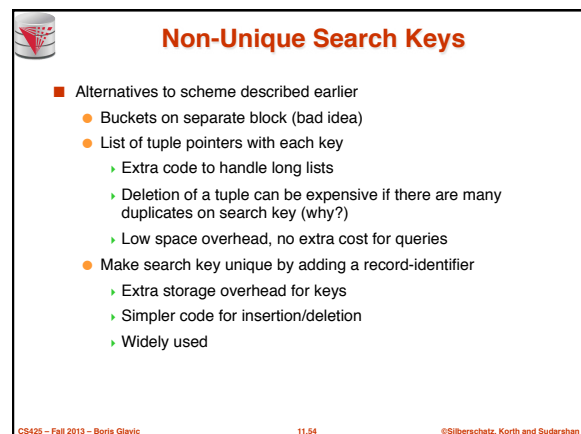 Non-Unique Search Keys
Alternatives to scheme described earlier
Buckets on separate block (bad idea)
List of tuple pointers with each key
Extra code to handle long lists
Deletion of a tuple can be expensive if there are many
duplicates on search key (why?)
Low space overhead, no extra cost for queries
Make search key unique by adding a record-identifier
Extra storage overhead for keys
Simpler code for insertion/deletion
Widely used
CS425 – Fall 2013 – Boris Glavic 11.54 ©Silberschatz, Korth and Sudarshan